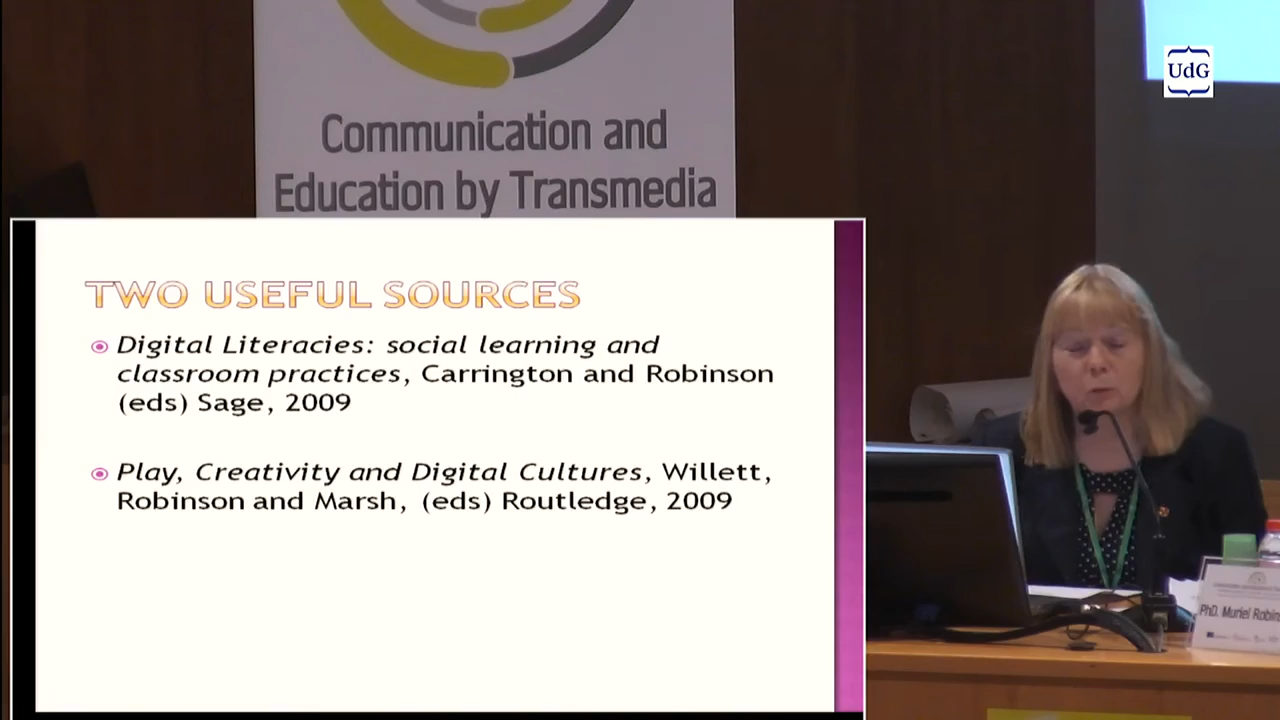 UdG
Communication and
Education by Transmedia
TWO USEFUL SOURCES
Digital Literacies: social learning and
classroom practices, Carrington and Robinson
(eds) Sage, 2009
Play, Creativity and Digital Cultures, Willett,
Robinson and Marsh, (eds) Routledge, 2009
PhD. Muriel